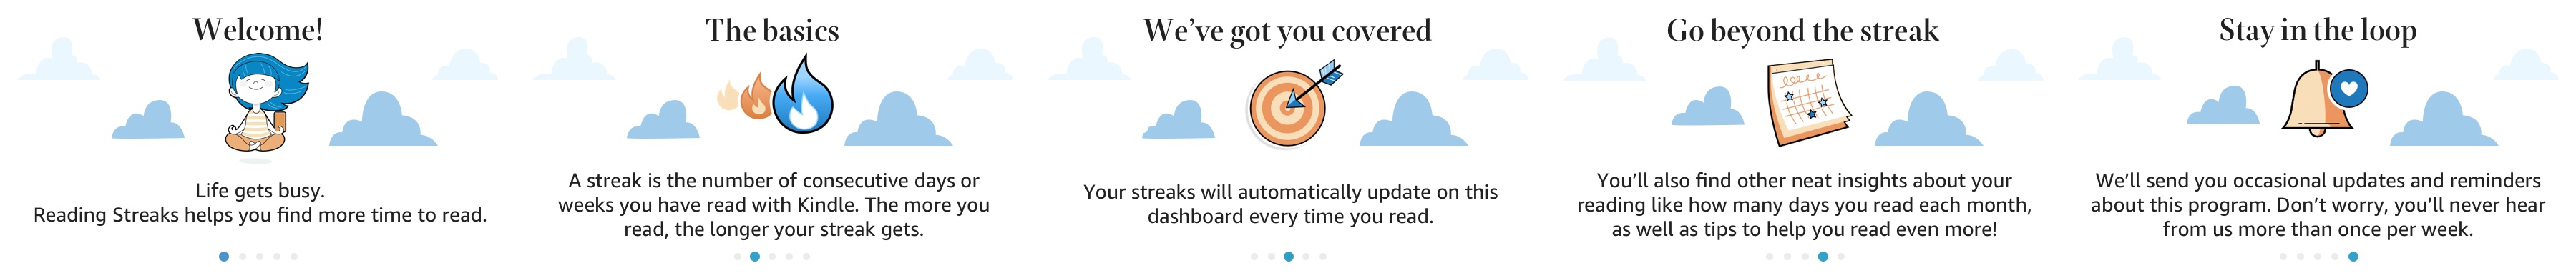 Welcome!
Life gets busy.
Reading Streaks helps you find more time to read.
The basics
A streak is the number of consecutive days or
weeks you have read with Kindle. The more you
read, the longer your streak gets.
We’ve got you covered
Your streaks will automatically update on this
dashboard every time you read.
Go beyond the streak
You’ll also find other neat insights about your
reading like how many days you read each month,
as well as tips to help you read even more!
Stay in the loop
We’ll send you occasional updates and reminders
about this program. Don’t worry, you’ll never hear
from us more than once per week.